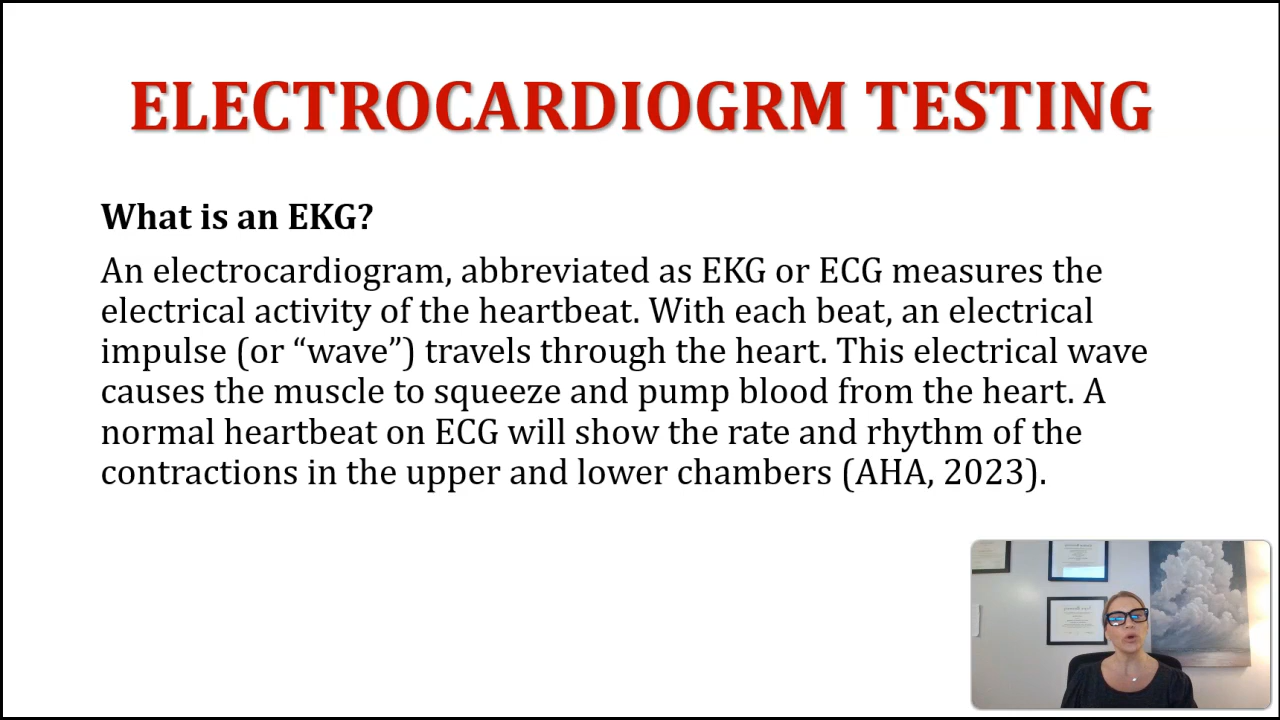 ELECTROCARDIOGRM TESTING
What is an EKG?
An electrocardiogram, abbreviated as EKG or ECG measures the
electrical activity of the heartbeat. With each beat, an electrical
impulse (or “wave”) travels through the heart. This electrical wave
causes the muscle to squeeze and pump blood from the heart. A
normal heartbeat on ECG will show the rate and rhythm of the
contractions in the upper and lower chambers (AHA, 2023).